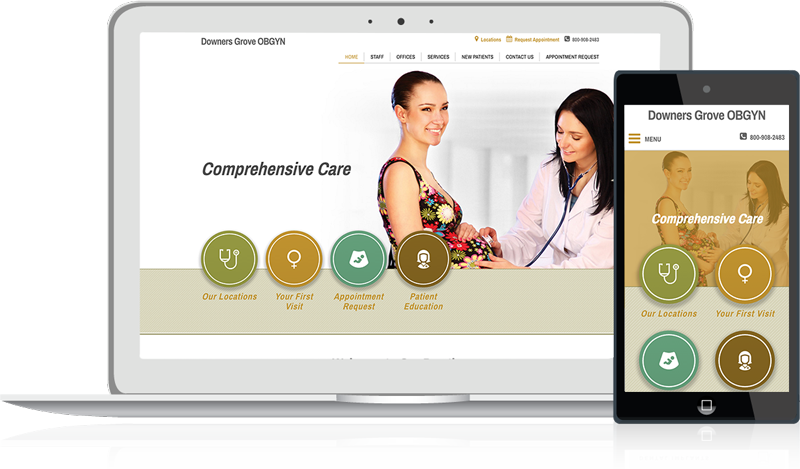 Downers Grove OBGYN
Locations Request Appointment 800-908-2483
HOME STAFF OFFICES SERVICES NEW PATIENTS CONTACT US APPOINTMENT REQUEST
Comprehensive Care
Our Locations
Your First
Visit
Appointment
Request
Patient
Education
Downers Grove OBGYN
MENU 800-908-2483
Comprehensive Care
Our Locations
Your First Visit